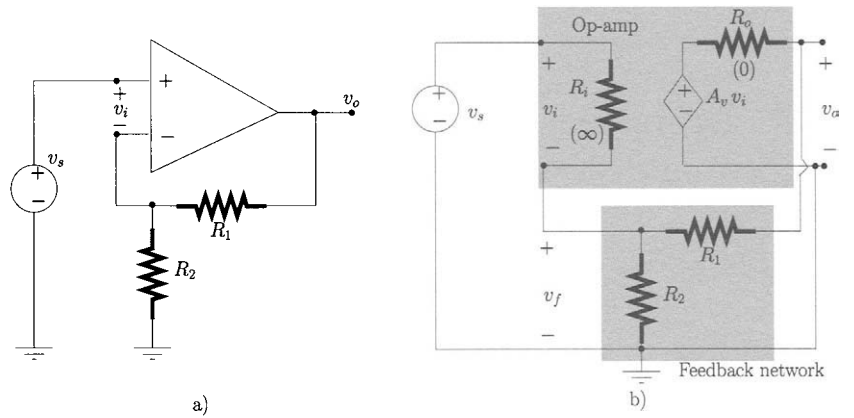 +
v_i
−
+
−
v_o
v_s
+
−
R_1
R_2
a)
Op-amp
R_o
(0)
+
v_i
−
R_i
(∞)
+
−
A_v v_i
+
v_o
−
+
−
v_s
+
v_f
−
R_1
R_2
Feedback network
b)